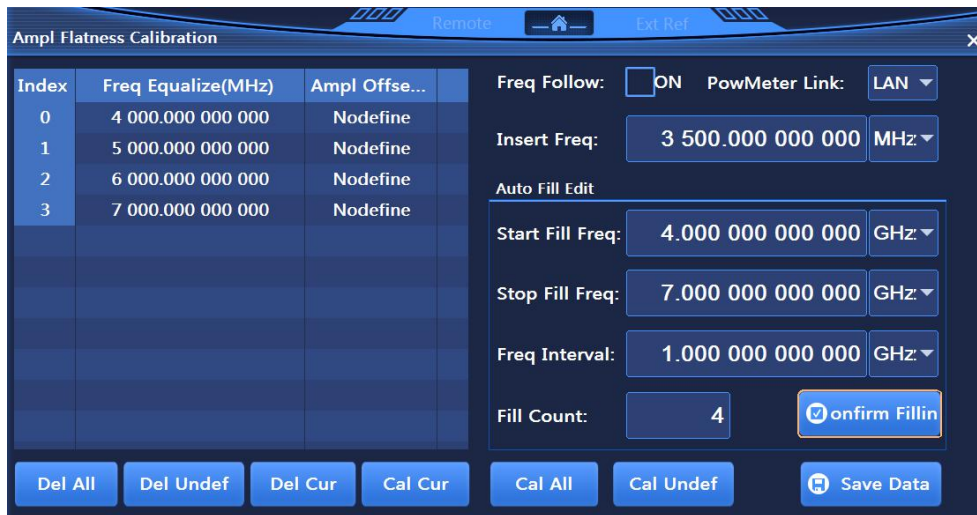 Remote Ext Ref
Ampl Flatness Calibration
Index Freq Equalize(MHz) Ampl Offse...
0 4 000.000 000 000 Nodefine
1 5 000.000 000 000 Nodefine
2 6 000.000 000 000 Nodefine
3 7 000.000 000 000 Nodefine
Freq Follow: ON PowMeter Link: LAN
Insert Freq: 3 500.000 000 000 MHz
Auto Fill Edit
Start Fill Freq: 4.000 000 000 000 GHz
Stop Fill Freq: 7.000 000 000 000 GHz
Freq Interval: 1.000 000 000 000 GHz
Fill Count: 4 onfirm Fillin
Del All Del Undef Del Cur Cal Cur Cal All Cal Undef Save Data